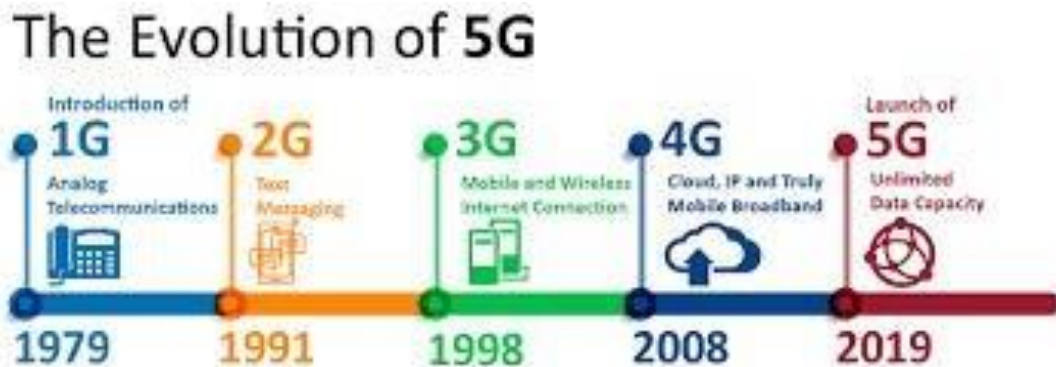 The Evolution of 5G
Introduction of
1G
Analog
Telecommunications
1979
2G
Text
Messaging
1991
3G
Mobile and Wireless
Internet Connection
1998
4G
Cloud, IP and Truly
Mobile Broadband
2008
Launch of
5G
Unlimited
Data Capacity
2019